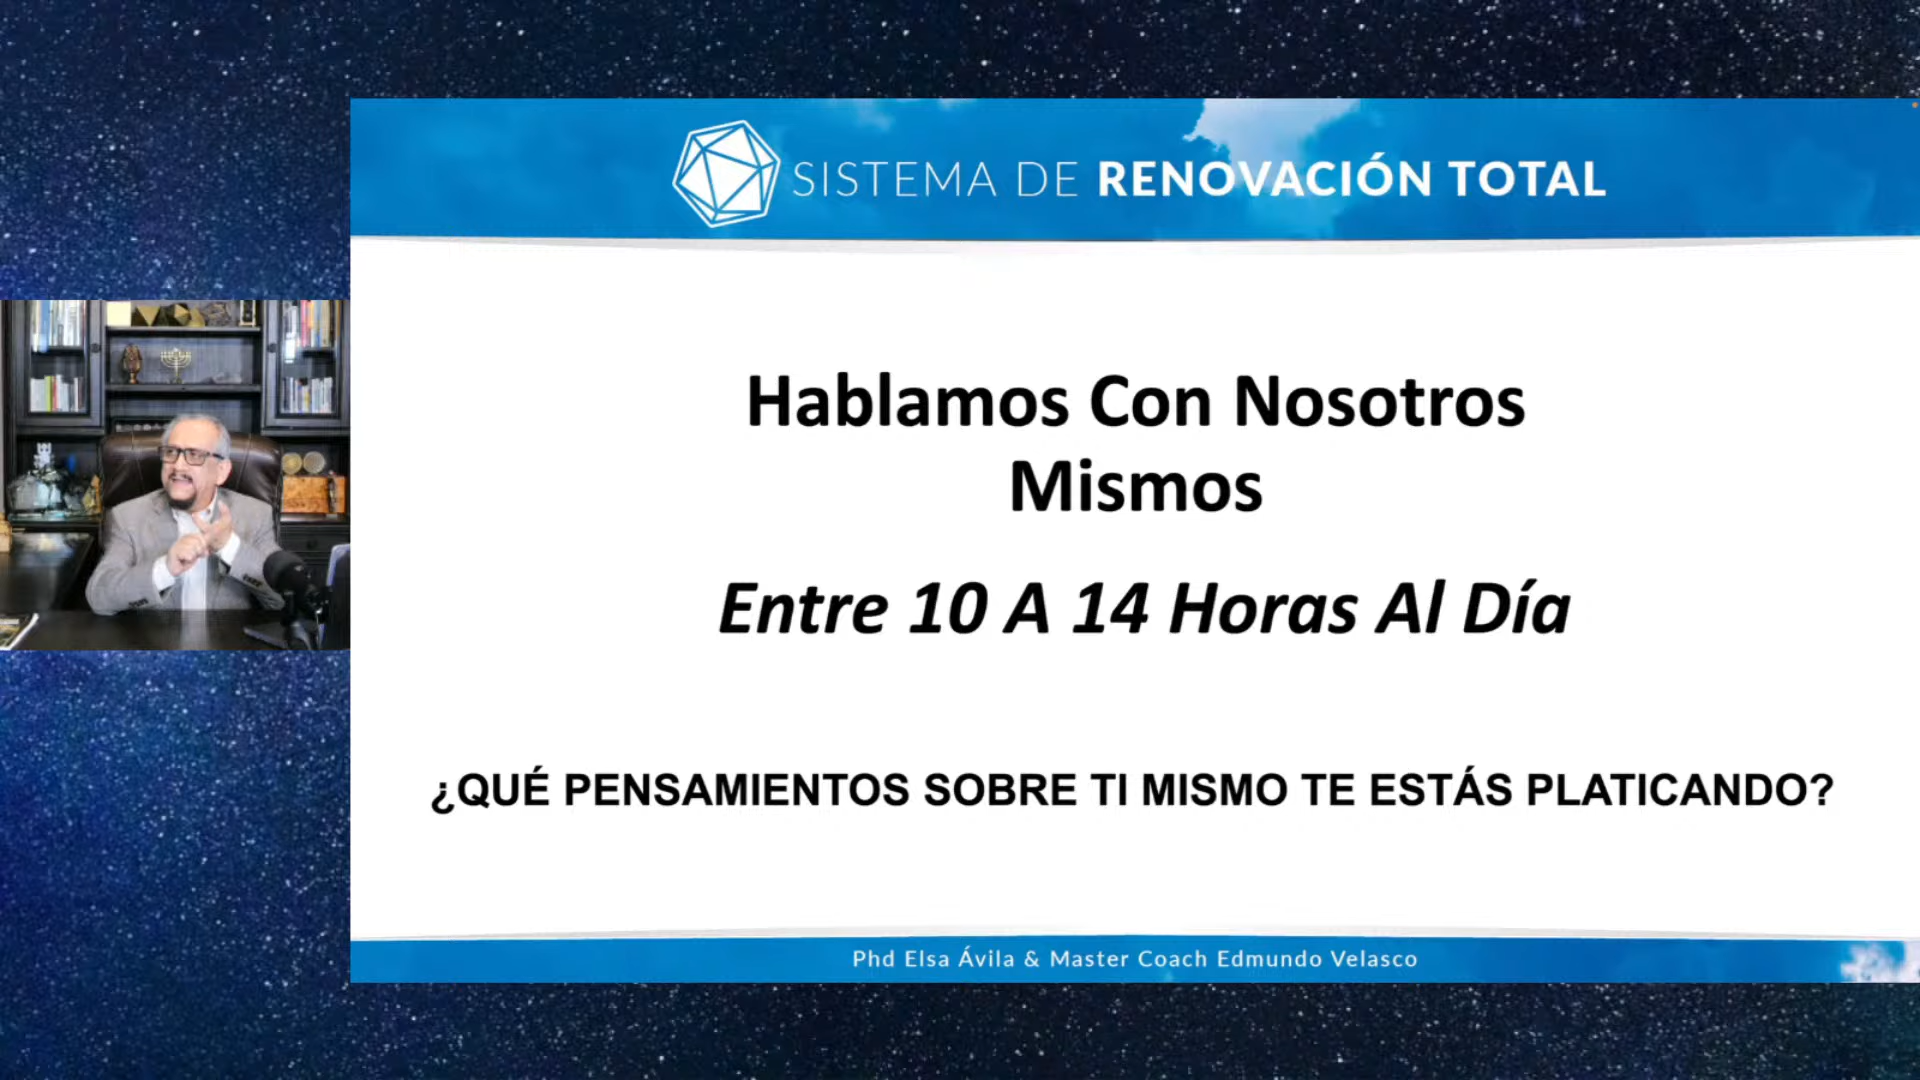 SISTEMA DE RENOVACIÓN TOTAL
Hablamos Con Nosotros
Mismos
Entre 10 A 14 Horas Al Día
¿QUÉ PENSAMIENTOS SOBRE TI MISMO TE ESTÁS PLATICANDO?
Phd Elsa Ávila & Master Coach Edmundo Velasco